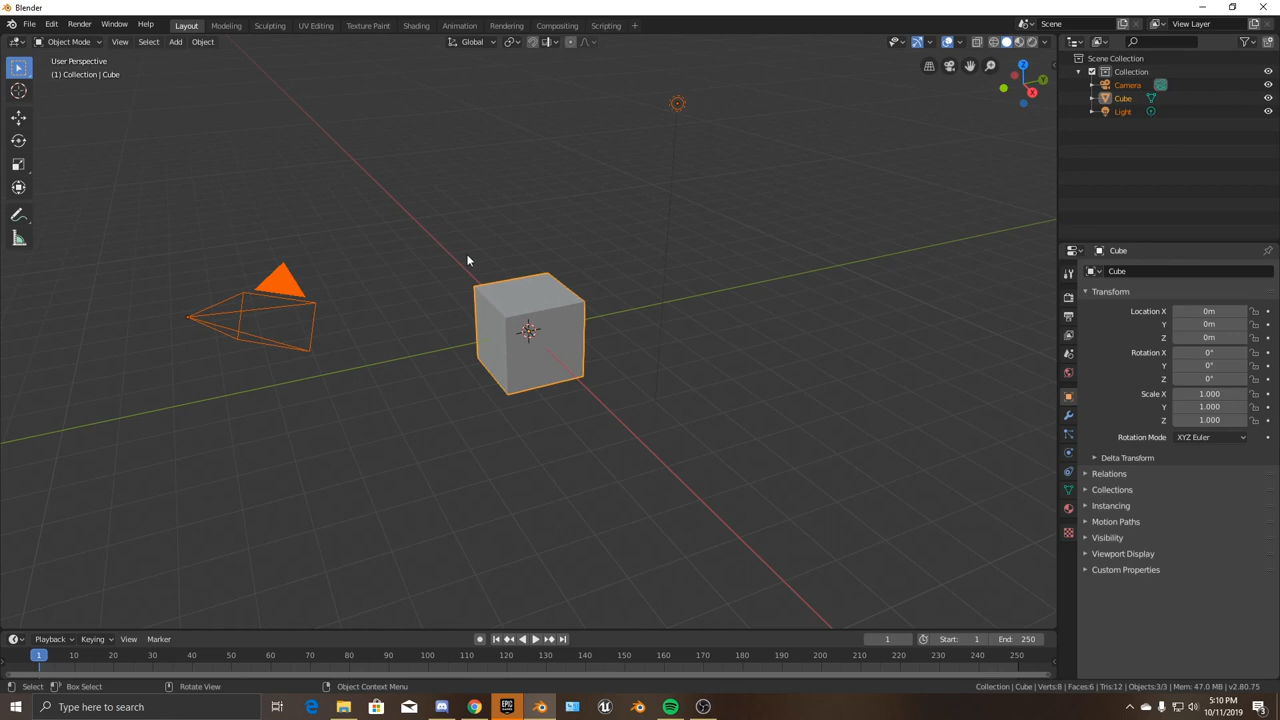 Blender
File Edit Render Window Help
Layout Modeling Sculpting UV Editing Texture Paint Shading Animation Rendering Compositing Scripting +
Scene View Layer
Object Mode View Select Add Object Global
User Perspective
(1) Collection | Cube
Z
Y
X
Scene Collection
Collection
Camera
Cube
Light
Cube
Cube
Transform
Location X 0m
Y 0m
Z 0m
Rotation X 0°
Y 0°
Z 0°
Scale X 1.000
Y 1.000
Z 1.000
Rotation Mode XYZ Euler
Delta Transform
Relations
Collections
Instancing
Motion Paths
Visibility
Viewport Display
Custom Properties
Playback Keying View Marker 1 Start: 1 End: 250
1 10 20 30 40 50 60 70 80 90 100 110 120 130 140 150 160 170 180 190 200 210 220 230 240 250
Select Box Select Rotate View Object Context Menu Collection | Cube | Verts:8 | Faces:6 | Tris:12 | Objects:3/3 | Mem: 47.0 MB | v2.80.75
Type here to search
EPIC GAMES
5:10 PM
10/11/2019
3